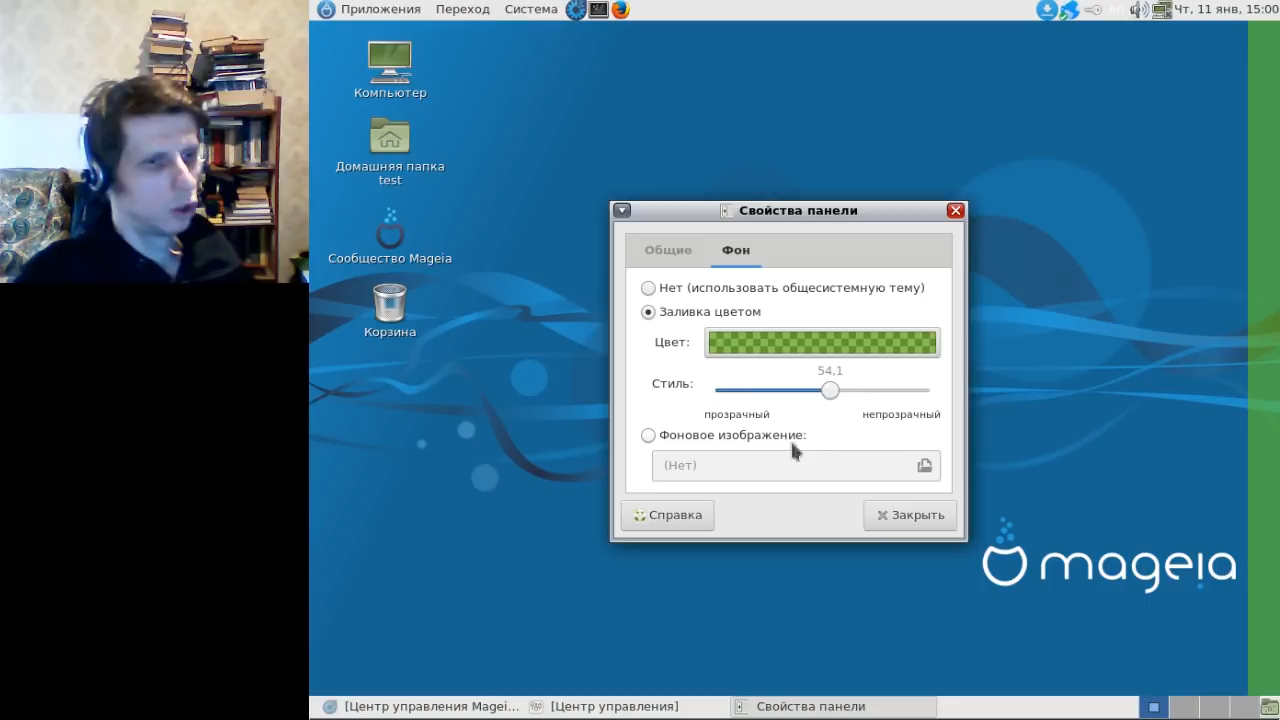 Приложения Переход Система
en
Чт, 11 янв, 15:00
Компьютер
Домашняя папка
test
Сообщество Mageia
Корзина
Свойства панели
Общие Фон
Нет (использовать общесистемную тему)
Заливка цветом
Цвет:
54,1
Стиль:
прозрачный непрозрачный
Фоновое изображение:
(Нет)
Справка Закрыть
mageia
[Центр управления Magei... [Центр управления] Свойства панели